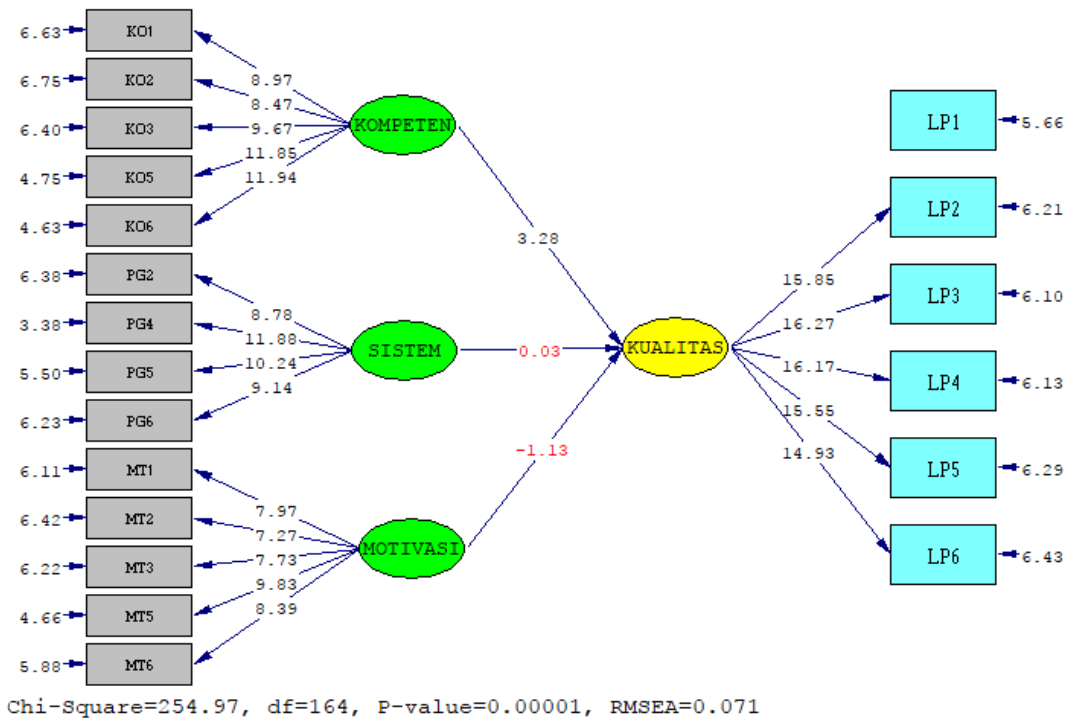 6.63 KO1
6.75 KO2
6.40 KO3
4.75 KO5
4.63 KO6
6.38 PG2
3.38 PG4
5.50 PG5
6.23 PG6
6.11 MT1
6.42 MT2
6.22 MT3
4.66 MT5
5.88 MT6
8.97
8.47
9.67
11.85
11.94
8.78
11.88
10.24
9.14
7.97
7.27
7.73
9.83
8.39
KOMPETEN
SISTEM
MOTIVASI
3.28
0.03
-1.13
KUALITAS
15.85
16.27
16.17
15.55
14.93
LP1 5.66
LP2 6.21
LP3 6.10
LP4 6.13
LP5 6.29
LP6 6.43
Chi-Square=254.97, df=164, P-value=0.00001, RMSEA=0.071